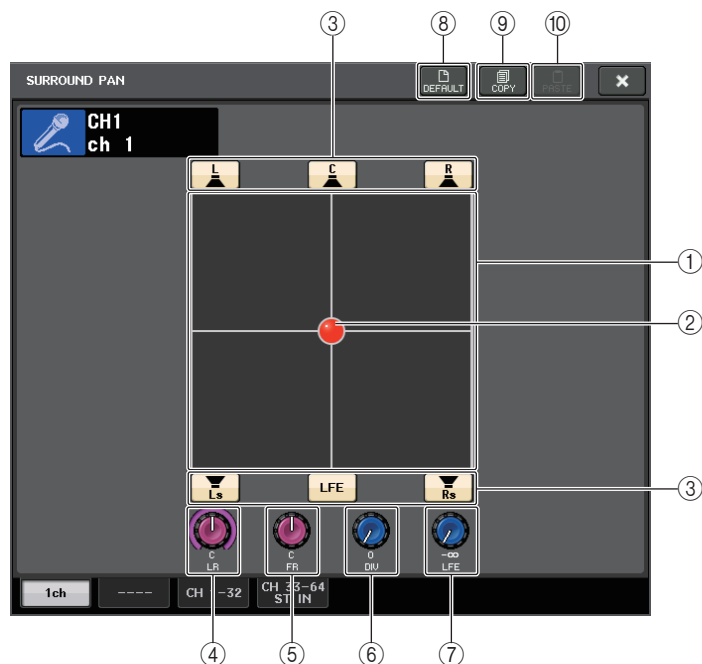 ③ ⑧ ⑨ ⑩
SURROUND PAN
DEFAULT
COPY
PASTE
CH1
ch 1
L C R
①
②
③
Ls LFE Rs
C O -∞
LR FR DIV LFE
1ch ---- CH -32 CH 33-64
ST IN
④ ⑤ ⑥ ⑦